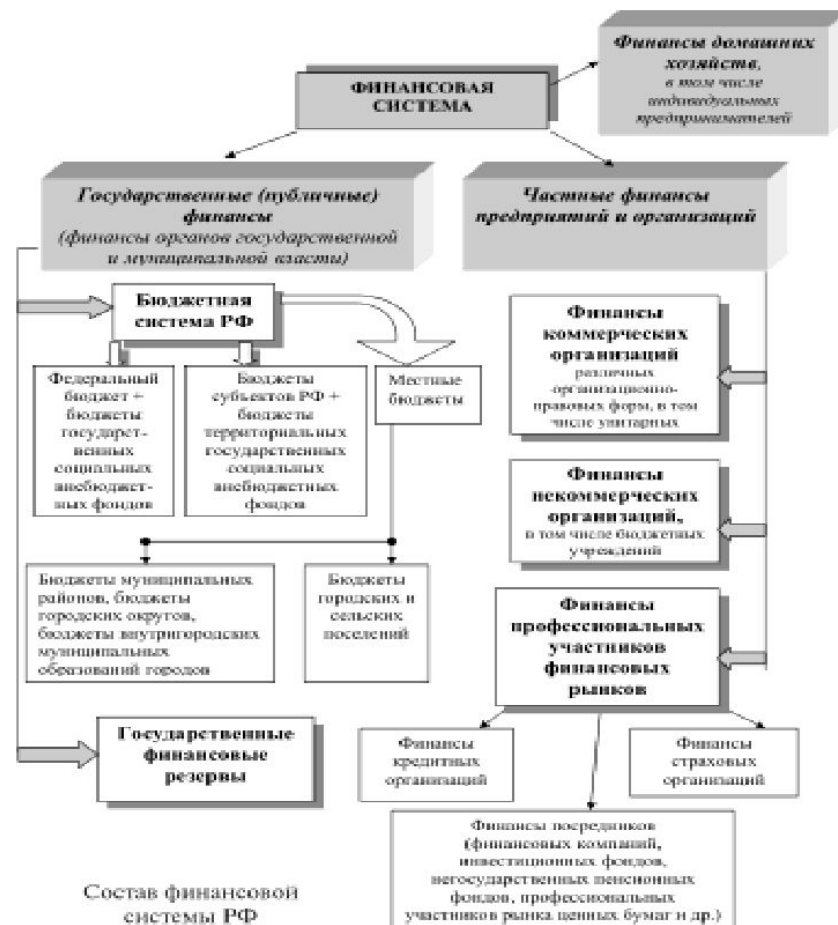 Финансы домашних
хозяйств,
в том числе
индивидуальных
предпринимателей
ФИНАНСОВАЯ
СИСТЕМА
Государственные (публичные)
финансы
(финансы органов государственной
и муниципальной власти)
Частные финансы
предприятий и организаций
Бюджетная
система РФ
Федеральный
бюджет +
бюджеты
государст-
венных
социальных
внебюджет-
ных фондов
Бюджеты
субъектов РФ +
бюджеты
территориальных
государственных
социальных
внебюджетных
фондов
Местные
бюджеты
Бюджеты муниципальных
районов, бюджеты
городских округов,
бюджеты внутригородских
муниципальных
образований городов
Бюджеты
городских и
сельских
поселений
Государственные
финансовые
резервы
Финансы
коммерческих
организаций
различных
организационно-
правовых форм, в том
числе унитарных
Финансы
некоммерческих
организаций,
в том числе бюджетных
учреждений
Финансы
профессиональных
участников
финансовых
рынков
Финансы
кредитных
организаций
Финансы
страховых
организаций
Финансы посредников
(финансовых компаний,
инвестиционных фондов,
негосударственных пенсионных
фондов, профессиональных
участников рынка ценных бумаг и др.)
Состав финансовой
системы РФ